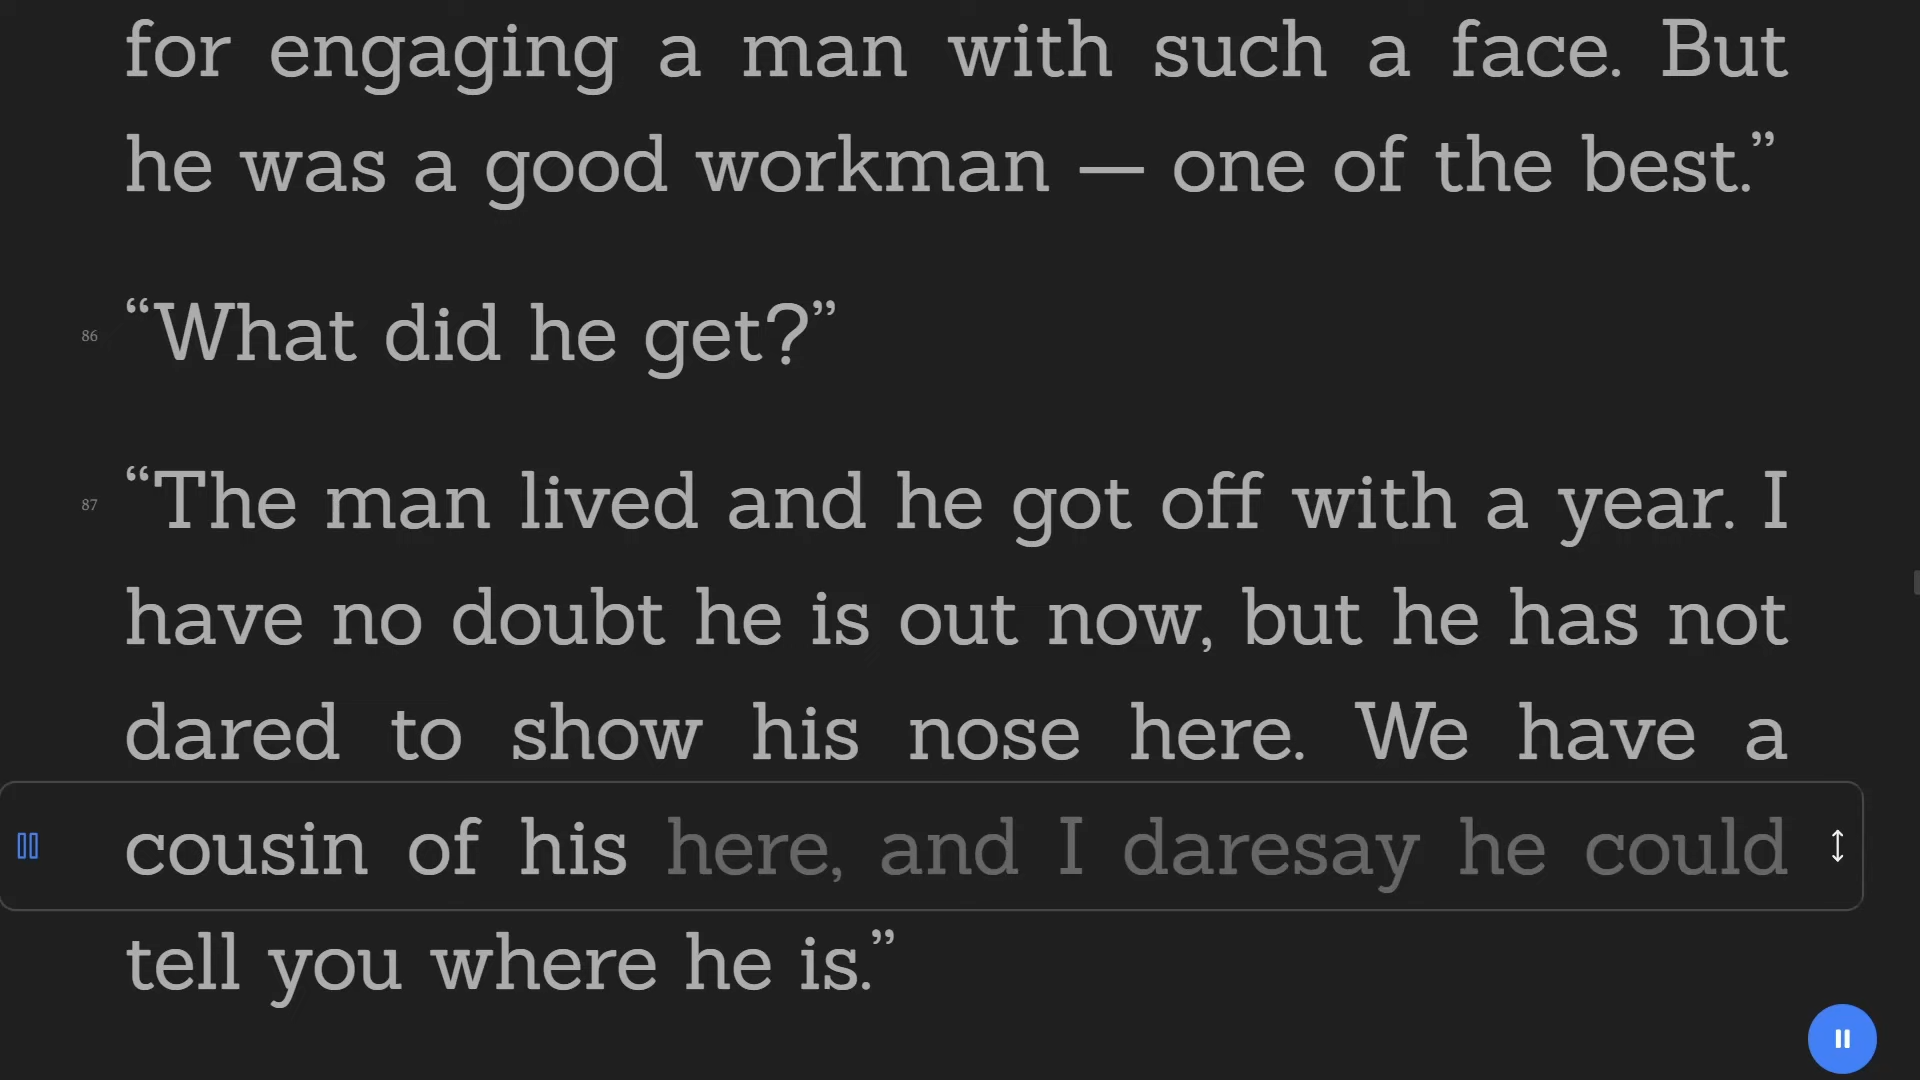 for engaging a man with such a face. But
he was a good workman — one of the best.”
86 “What did he get?”
87 “The man lived and he got off with a year. I
have no doubt he is out now, but he has not
dared to show his nose here. We have a
cousin of his here, and I daresay he could
tell you where he is.”